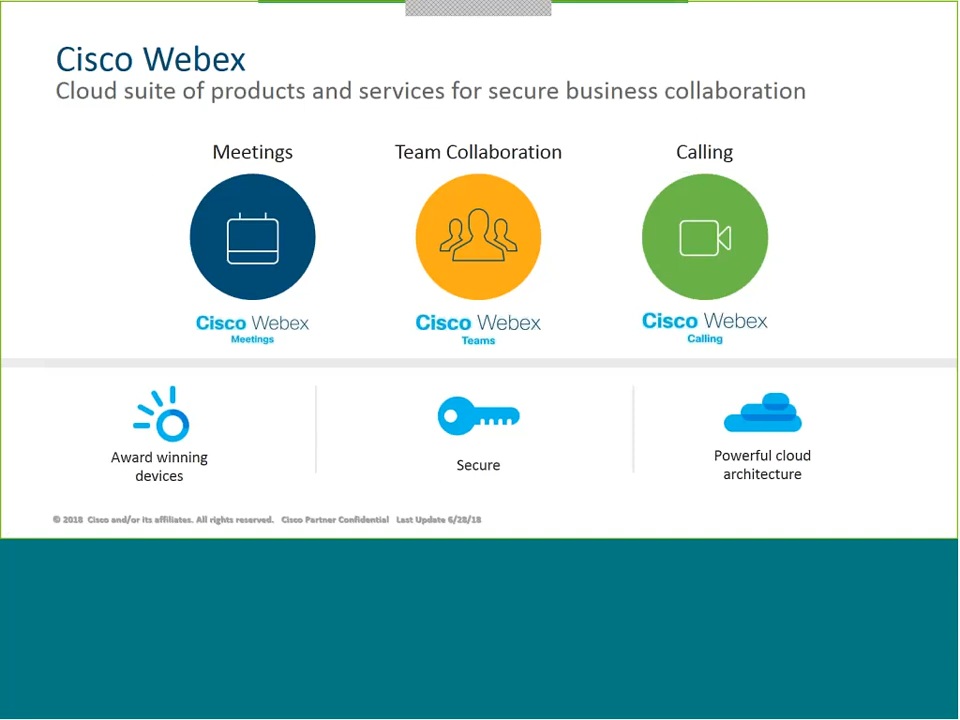 Cisco Webex
Cloud suite of products and services for secure business collaboration
Meetings
Team Collaboration
Calling
Cisco Webex
Meetings
Cisco Webex
Teams
Cisco Webex
Calling
Award winning
devices
Secure
Powerful cloud
architecture
© 2018 Cisco and/or its affiliates. All rights reserved. Cisco Partner Confidential Last Update 6/28/18